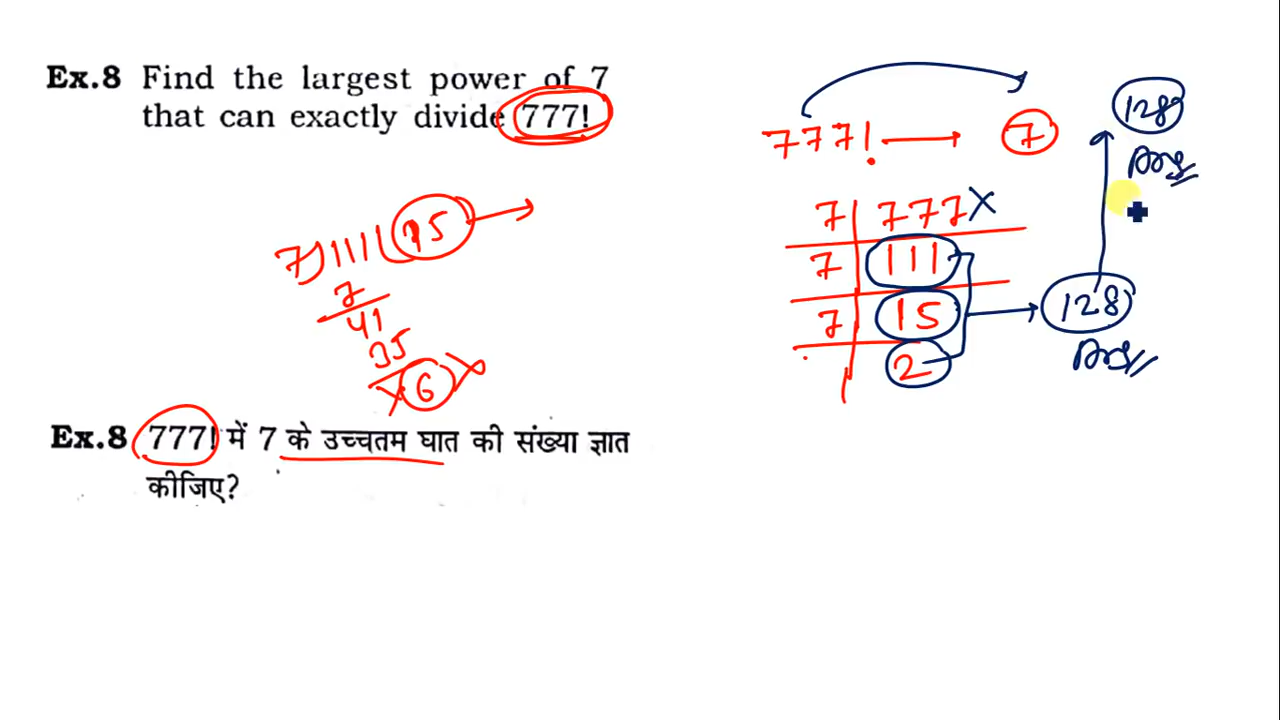 Ex.8 Find the largest power of 7
that can exactly divide 777!
777! → 7
128
Ans
7 | 777 X
7 | 111
7 | 15
2
128
Ans
7) 1111 ( 15
7
41
35
X 6 X
Ex.8 777! में 7 के उच्चतम घात की संख्या ज्ञात
कीजिए?